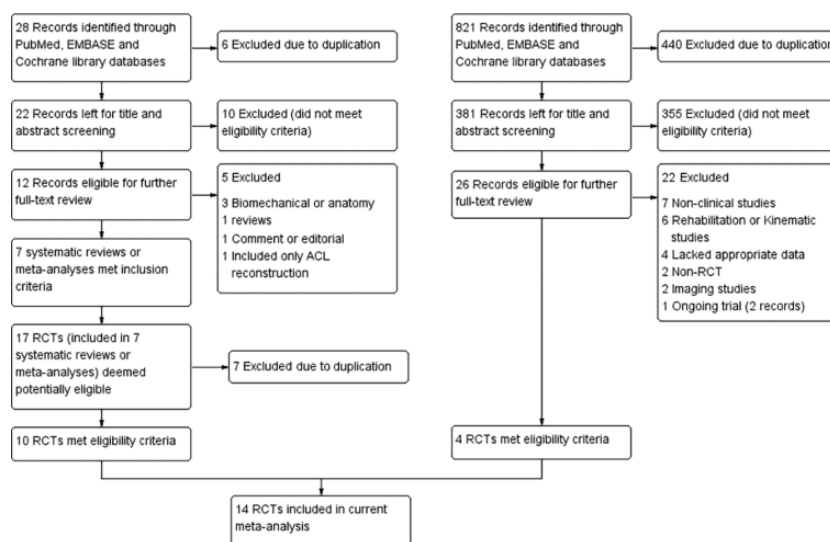 28 Records identified through
PubMed, EMBASE and
Cochrane library databases
6 Excluded due to duplication
22 Records left for title and
abstract screening
10 Excluded (did not meet
eligibility criteria)
12 Records eligible for further
full-text review
5 Excluded
3 Biomechanical or anatomy
1 reviews
1 Comment or editorial
1 Included only ACL
reconstruction
7 systematic reviews or
meta-analyses met inclusion
criteria
17 RCTs (included in 7
systematic reviews or
meta-analyses) deemed
potentially eligible
7 Excluded due to duplication
10 RCTs met eligibility criteria
821 Records identified through
PubMed, EMBASE and
Cochrane library databases
440 Excluded due to duplication
381 Records left for title and
abstract screening
355 Excluded (did not meet
eligibility criteria)
26 Records eligible for further
full-text review
22 Excluded
7 Non-clinical studies
6 Rehabilitation or Kinematic
studies
4 Lacked appropriate data
2 Non-RCT
2 Imaging studies
1 Ongoing trial (2 records)
4 RCTs met eligibility criteria
14 RCTs included in current
meta-analysis